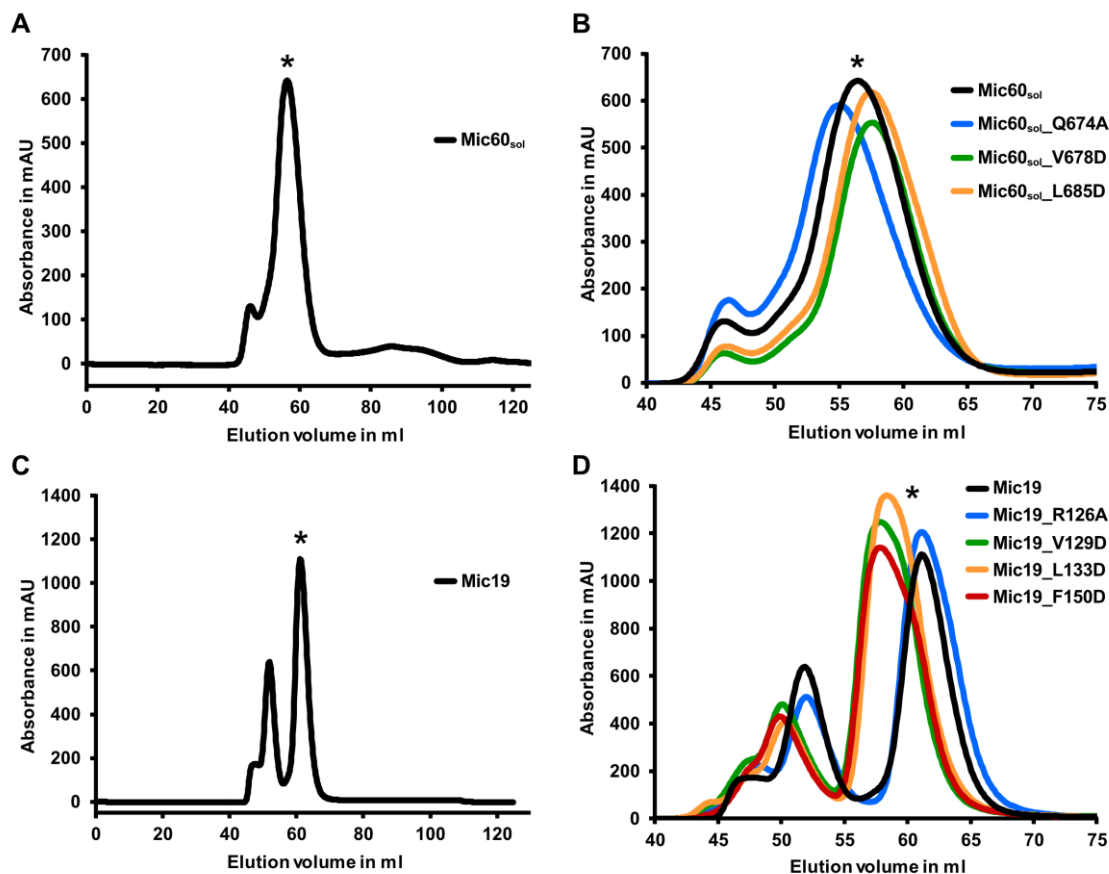 A
*
700
600
500
400
300
200
100
0
Absorbance in mAU
0 20 40 60 80 100 120
Elution volume in ml
Mic60sol
B
*
700
600
500
400
300
200
100
0
Absorbance in mAU
40 45 50 55 60 65 70 75
Elution volume in ml
Mic60sol
Mic60sol_Q674A
Mic60sol_V678D
Mic60sol_L685D
C
*
1400
1200
1000
800
600
400
200
0
Absorbance in mAU
0 20 40 60 80 100 120
Elution volume in ml
Mic19
D
*
1400
1200
1000
800
600
400
200
0
Absorbance in mAU
40 45 50 55 60 65 70 75
Elution volume in ml
Mic19
Mic19_R126A
Mic19_V129D
Mic19_L133D
Mic19_F150D